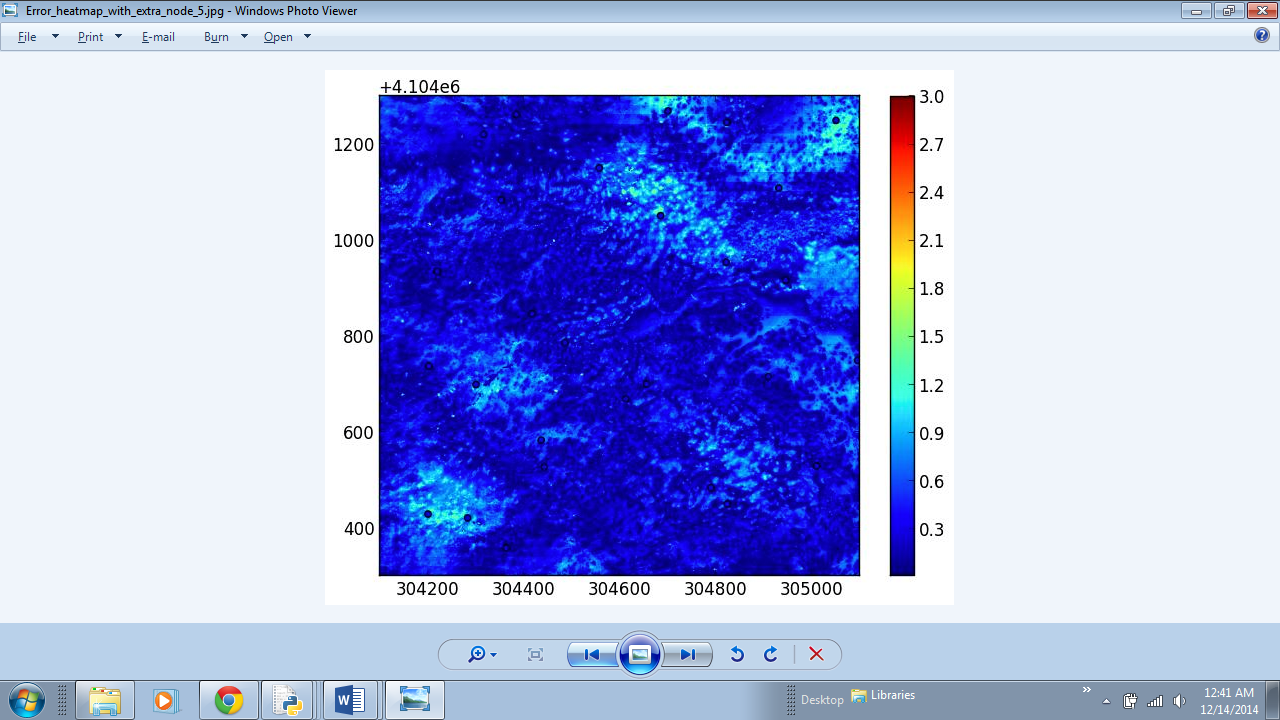 Error_heatmap_with_extra_node_5.jpg - Windows Photo Viewer
File Print E-mail Burn Open
+4.104e6
1200
1000
800
600
400
304200 304400 304600 304800 305000
3.0
2.7
2.4
2.1
1.8
1.5
1.2
0.9
0.6
0.3
Desktop Libraries
12:41 AM
12/14/2014